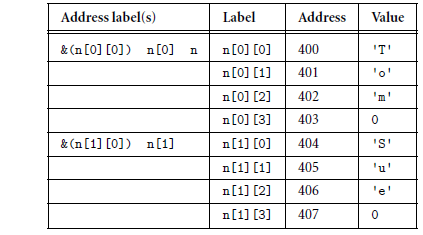 Address label(s) Label Address Value
&(n[0][0]) n[0] n n[0][0] 400 'T'
n[0][1] 401 'o'
n[0][2] 402 'm'
n[0][3] 403 0
&(n[1][0]) n[1] n[1][0] 404 'S'
n[1][1] 405 'u'
n[1][2] 406 'e'
n[1][3] 407 0